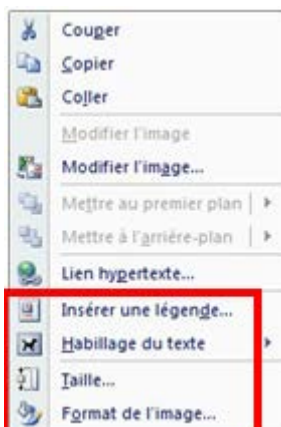 Couper
Copier
Coller
Modifier l'image
Modifier l'image...
Mettre au premier plan
Mettre à l'arrière-plan
Lien hypertexte...
Insérer une légende...
Habillage du texte
Taille...
Format de l'image...